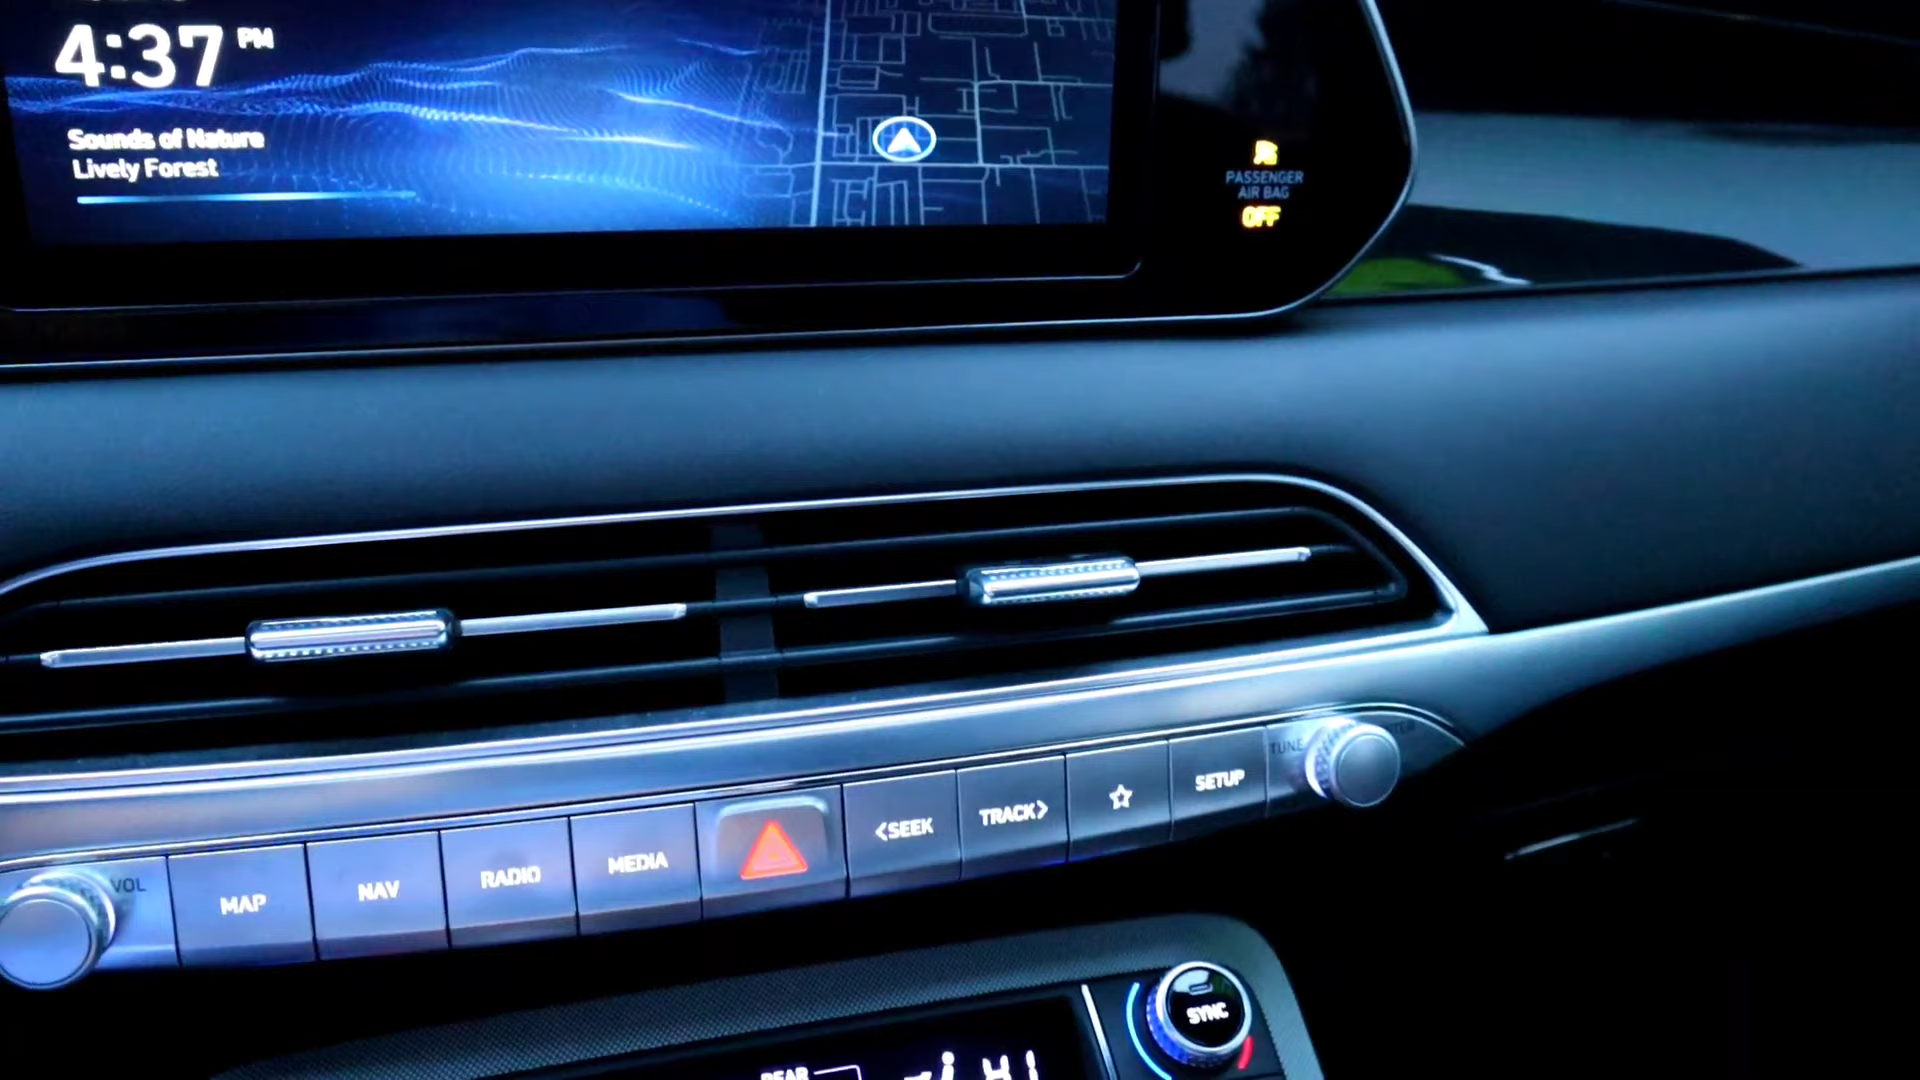 4:37 PM
Sounds of Nature
Lively Forest
PASSENGER
AIR BAG
OFF
VOL
MAP
NAV
RADIO
MEDIA
<SEEK
TRACK>
SETUP
TUNE
SYNC
REAR